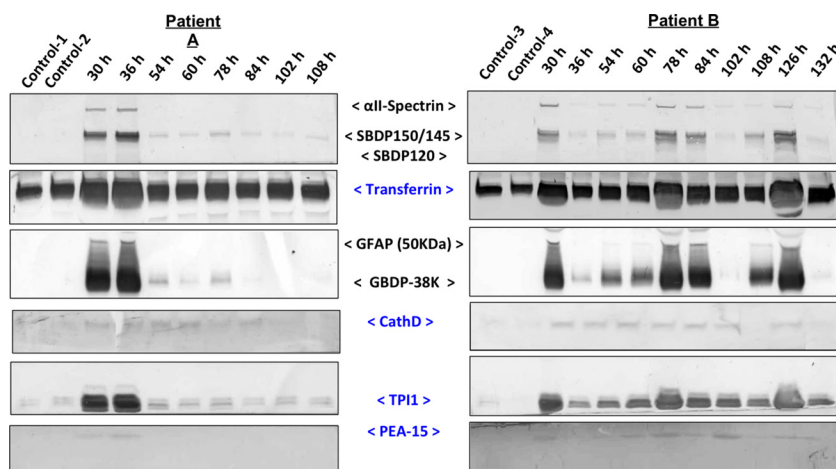 Patient
A
Control-1 Control-2 30 h 36 h 54 h 60 h 78 h 84 h 102 h 108 h
Patient B
Control-3 Control-4 30 h 36 h 54 h 60 h 78 h 84 h 102 h 108 h 126 h 132 h
< αII-Spectrin >
< SBDP150/145 >
< SBDP120 >
< Transferrin >
< GFAP (50KDa) >
< GBDP-38K >
< CathD >
< TPI1 >
< PEA-15 >